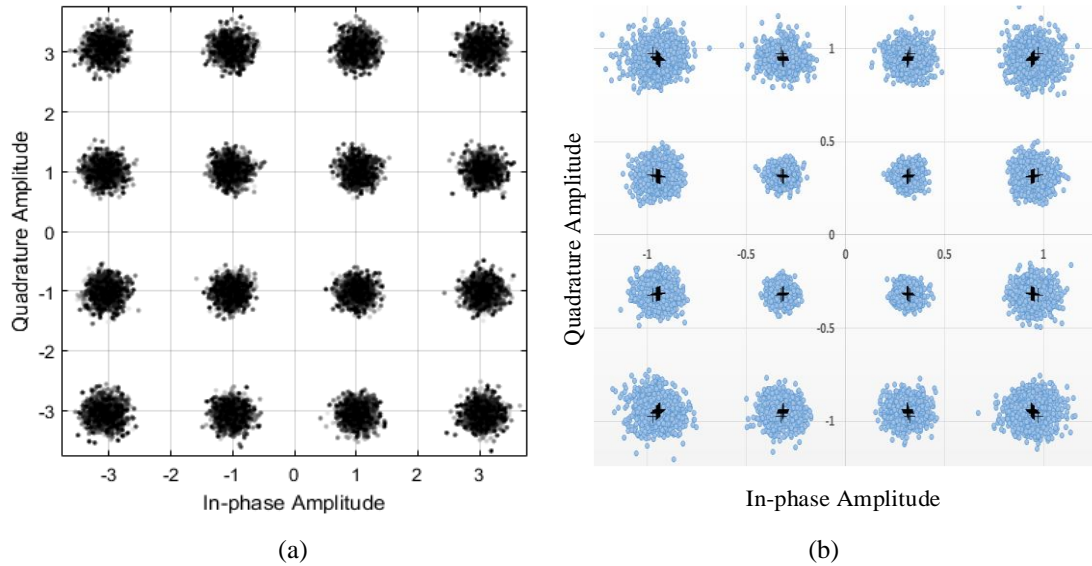 3
2
1
0
-1
-2
-3
-3 -2 -1 0 1 2 3
Quadrature Amplitude
In-phase Amplitude
(a)
1
0.5
0
-1 -0.5 0 0.5 1
-0.5
-1
Quadrature Amplitude
In-phase Amplitude
(b)